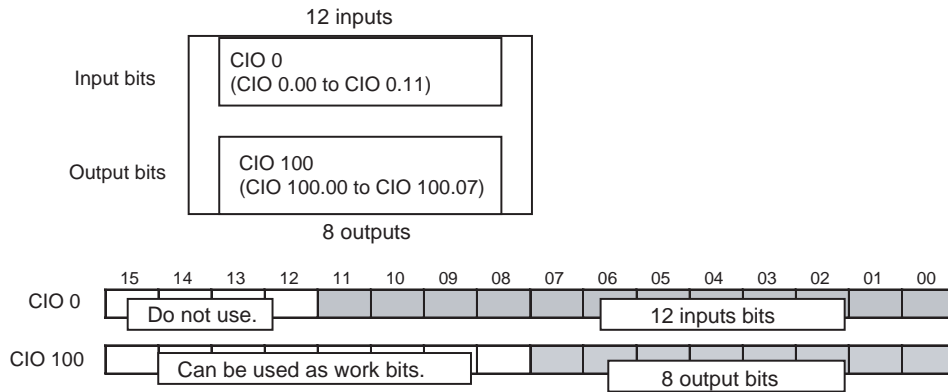 12 inputs
CIO 0
(CIO 0.00 to CIO 0.11)
Input bits
CIO 100
(CIO 100.00 to CIO 100.07)
Output bits
8 outputs
15 14 13 12 11 10 09 08 07 06 05 04 03 02 01 00
CIO 0 Do not use. 12 inputs bits
CIO 100 Can be used as work bits. 8 output bits